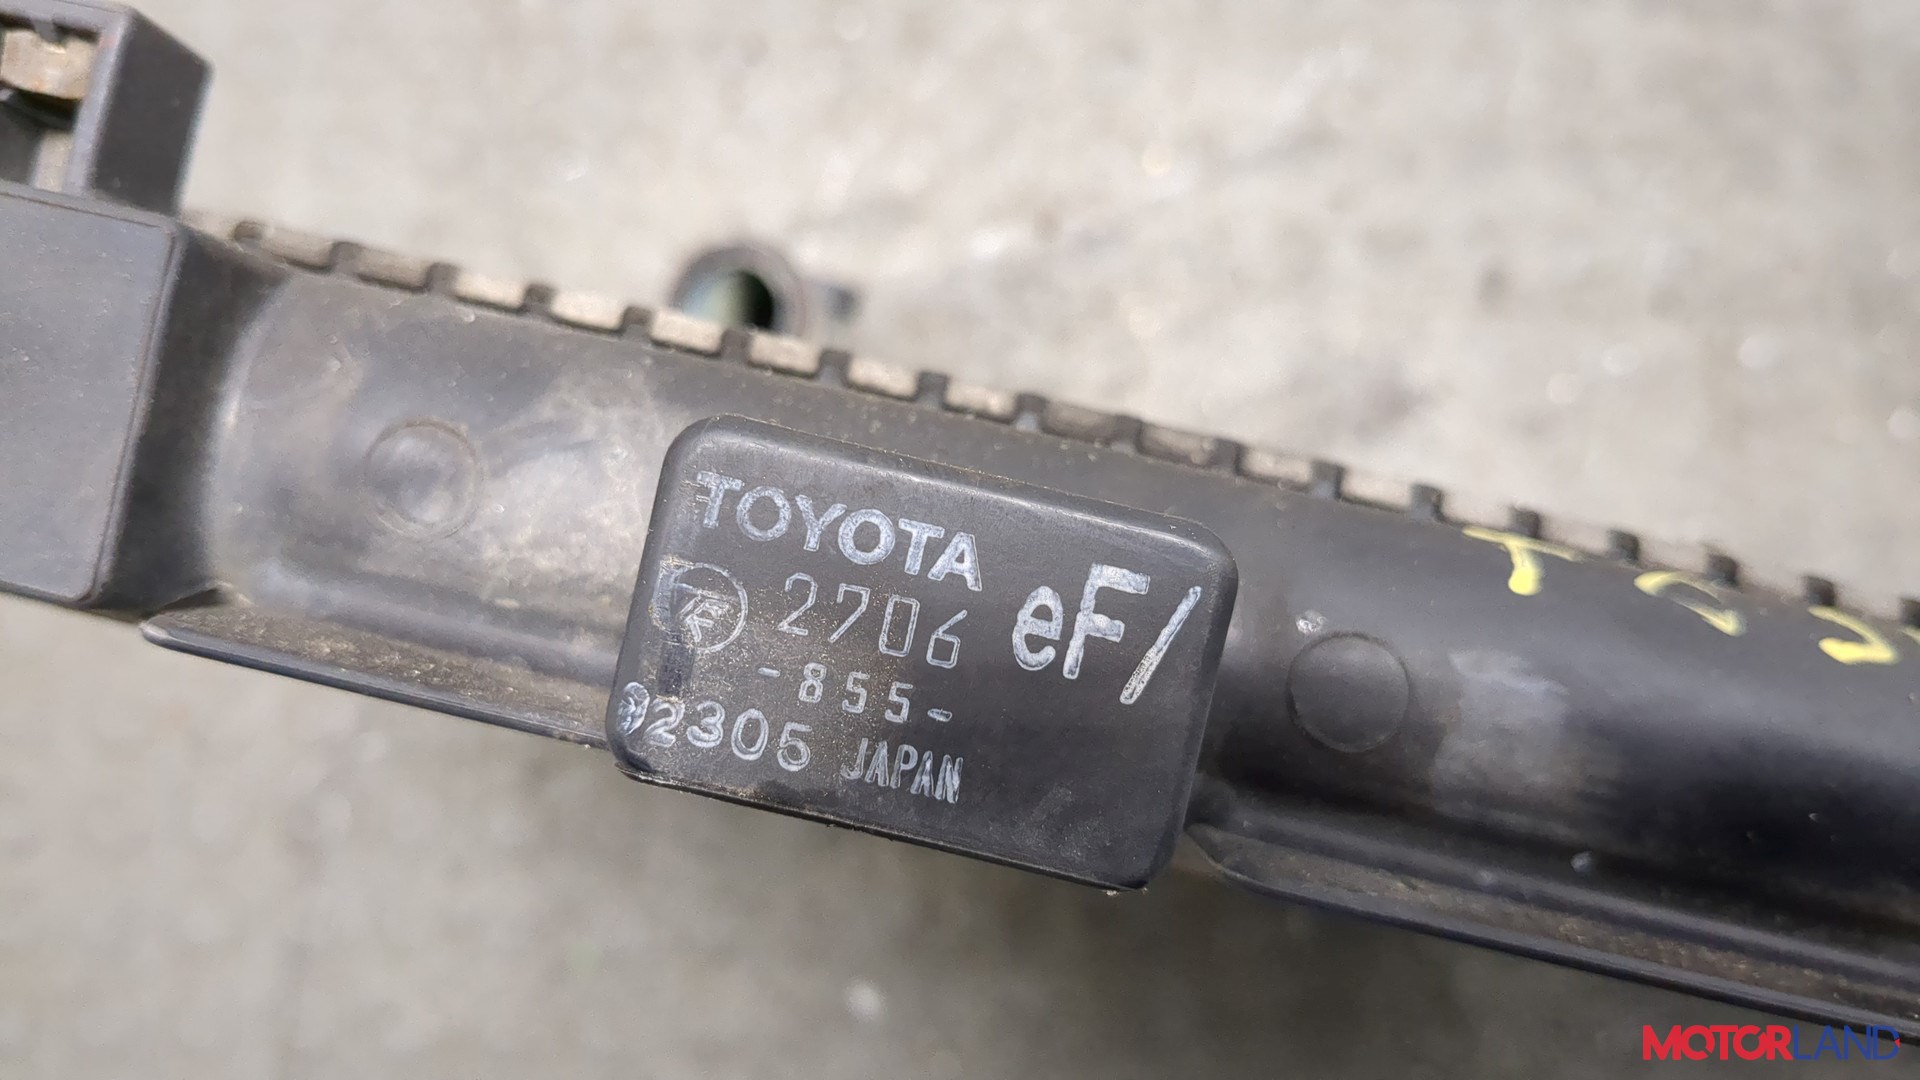 TOYOTA
2706 eF/
-855-
2305 JAPAN
MOTORLAND